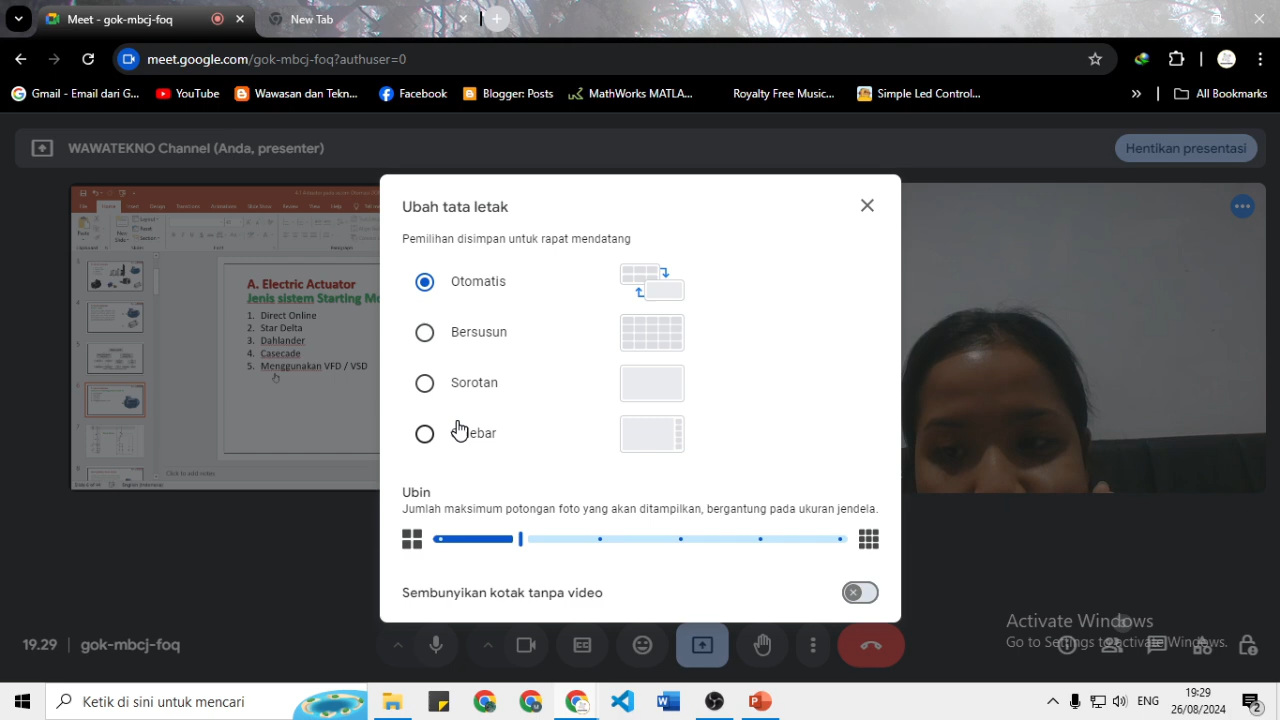 Meet - gok-mbcj-foq
New Tab
meet.google.com/gok-mbcj-foq?authuser=0
Gmail - Email dari G...
YouTube
Wawasan dan Tekn...
Facebook
Blogger: Posts
MathWorks MATLA...
Royalty Free Music...
Simple Led Control...
All Bookmarks
WAWATEKNO Channel (Anda, presenter)
Hentikan presentasi
A. Electric Actuator
Jenis sistem Starting
1. Direct Online
2. Star Delta
3. Dahlander
4. Casecade
5. Menggunakan VFD / VSD
Click to add notes
Ubah tata letak
Pemilihan disimpan untuk rapat mendatang
Otomatis
Bersusun
Sorotan
ebar
Ubin
Jumlah maksimum potongan foto yang akan ditampilkan, bergantung pada ukuran jendela.
Sembunyikan kotak tanpa video
Activate Windows
Go to Settings to activate Windows.
19.29 | gok-mbcj-foq
Ketik di sini untuk mencari
ENG
19:29
26/08/2024
2